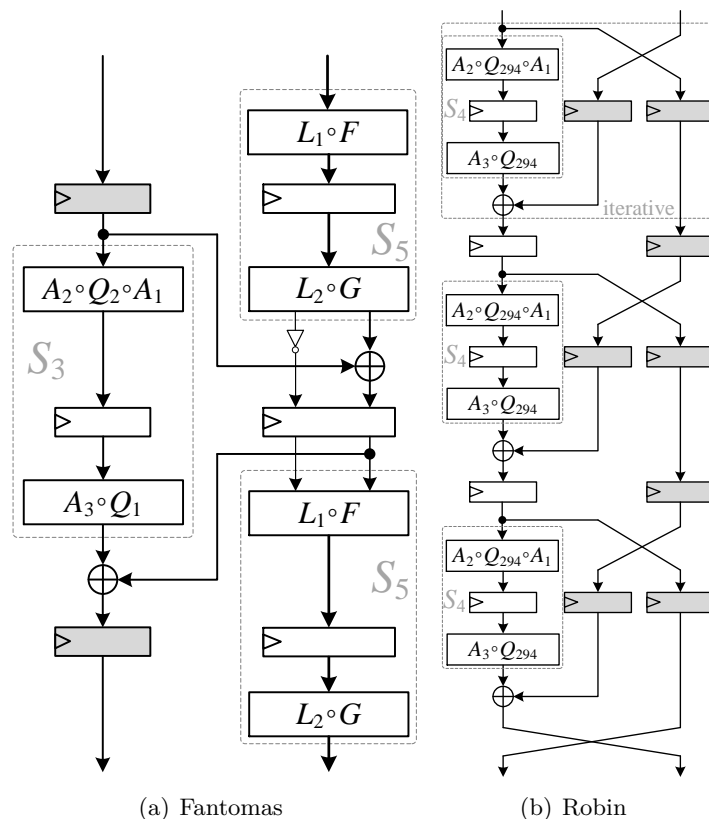 L₁∘F
S₅
L₂∘G
A₂∘Q₂∘A₁
S₃
A₃∘Q₁
L₁∘F
S₅
L₂∘G
(a) Fantomas
A₂∘Q₂₉₄∘A₁
S₄
A₃∘Q₂₉₄
iterative
A₂∘Q₂₉₄∘A₁
S₄
A₃∘Q₂₉₄
A₂∘Q₂₉₄∘A₁
S₄
A₃∘Q₂₉₄
(b) Robin